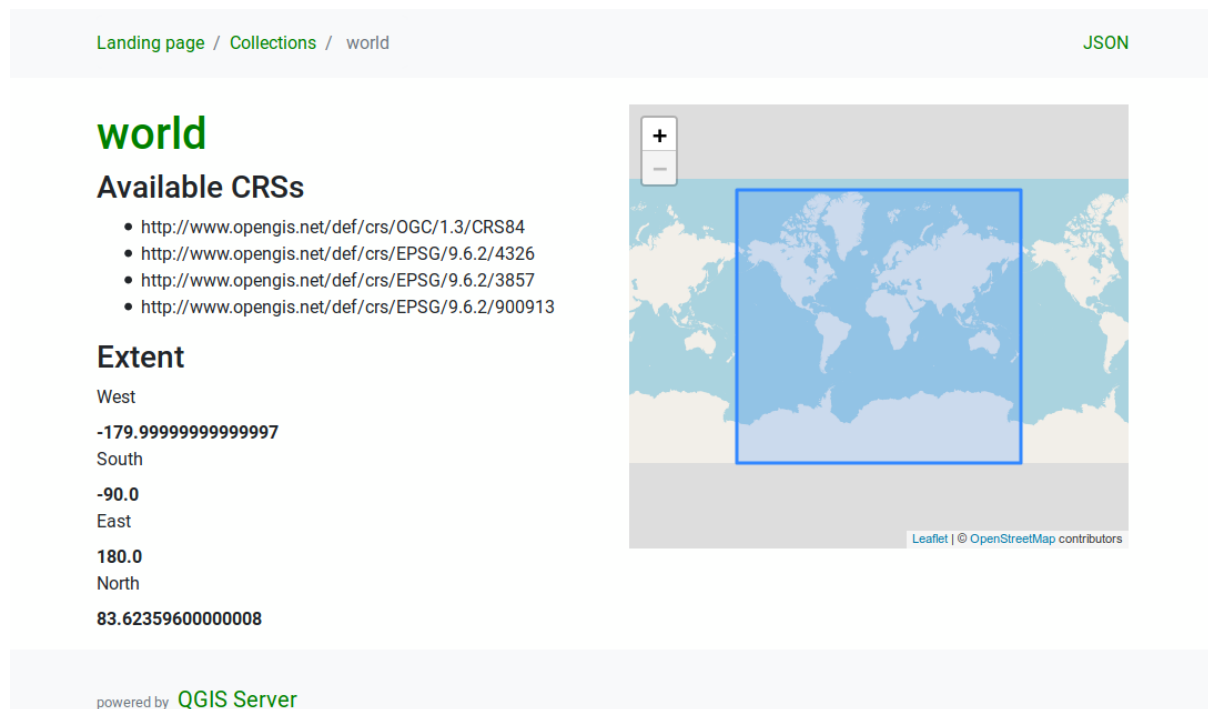 Landing page / Collections / world
JSON
world
Available CRSs
• http://www.opengis.net/def/crs/OGC/1.3/CRS84
• http://www.opengis.net/def/crs/EPSG/9.6.2/4326
• http://www.opengis.net/def/crs/EPSG/9.6.2/3857
• http://www.opengis.net/def/crs/EPSG/9.6.2/900913
Extent
West
-179.99999999999997
South
-90.0
East
180.0
North
83.62359600000008
+
−
Leaflet | © OpenStreetMap contributors
powered by QGIS Server